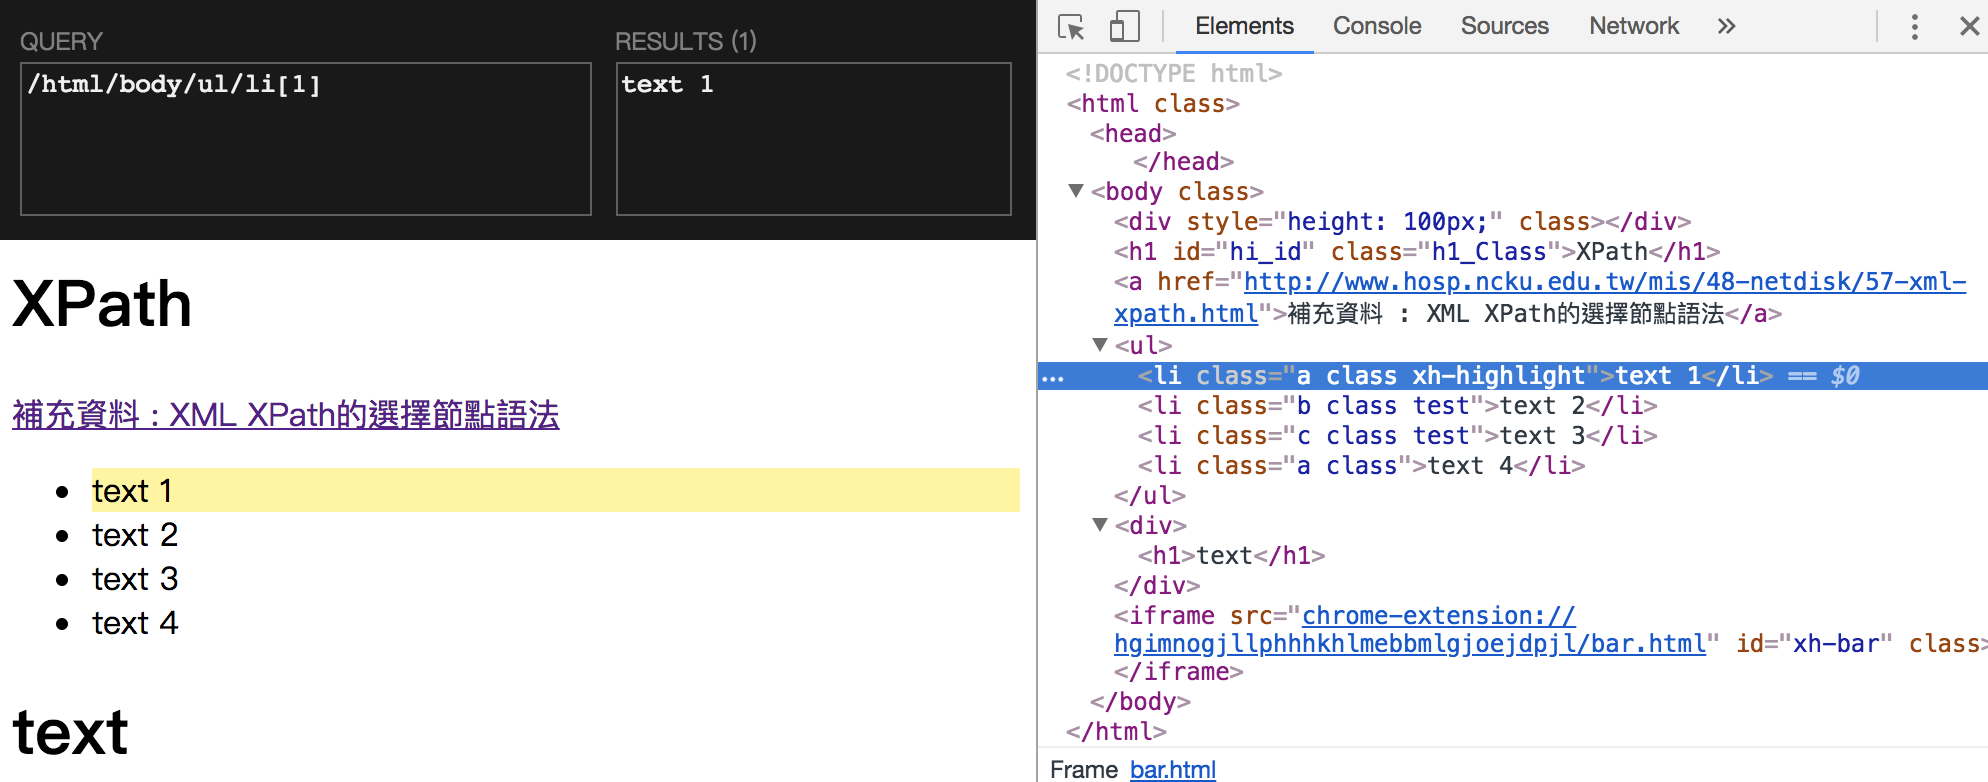 QUERY
RESULTS (1)
/html/body/ul/li[1]
text 1
XPath
補充資料 : XML XPath的選擇節點語法
text 1
text 2
text 3
text 4
text
Elements Console Sources Network »
<!DOCTYPE html>
<html class>
<head>
</head>
<body class>
<div style="height: 100px;" class></div>
<h1 id="hi_id" class="h1_Class">XPath</h1>
<a href="http://www.hosp.ncku.edu.tw/mis/48-netdisk/57-xml-
xpath.html">補充資料 : XML XPath的選擇節點語法</a>
<ul>
… <li class="a class xh-highlight">text 1</li> == $0
<li class="b class test">text 2</li>
<li class="c class test">text 3</li>
<li class="a class">text 4</li>
</ul>
<div>
<h1>text</h1>
</div>
<iframe src="chrome-extension://
hgimnogjllphhhkhlmebbmlgjoejdpjl/bar.html" id="xh-bar" class>
</iframe>
</body>
</html>
Frame bar.html